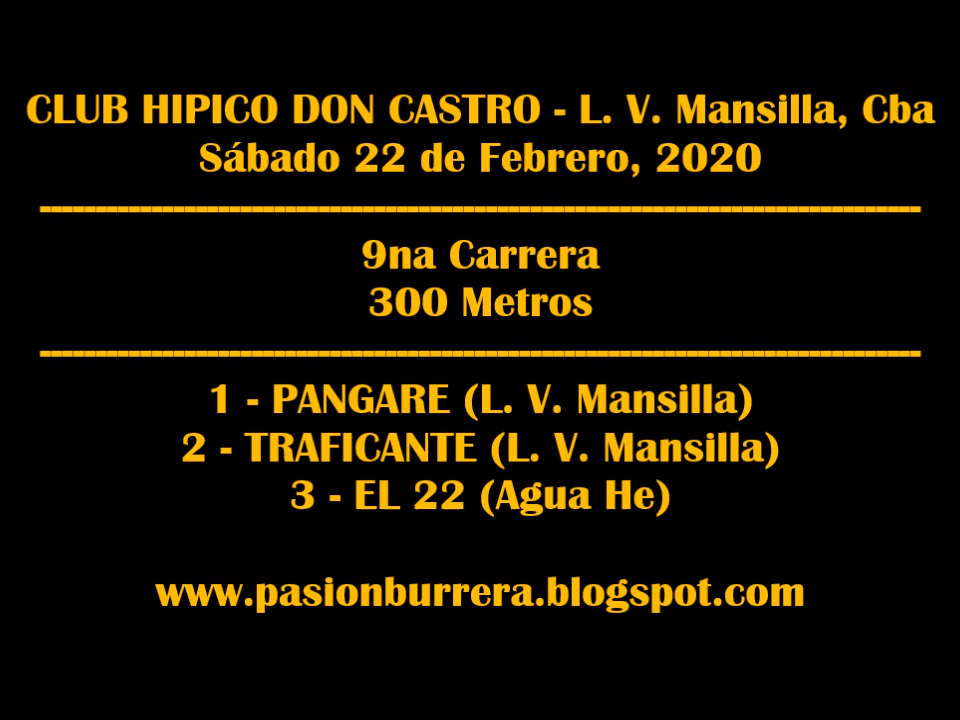 CLUB HIPICO DON CASTRO - L. V. Mansilla, Cba
Sábado 22 de Febrero, 2020
--------------------------------------------------------------------------------
9na Carrera
300 Metros
--------------------------------------------------------------------------------
1 - PANGARE (L. V. Mansilla)
2 - TRAFICANTE (L. V. Mansilla)
3 - EL 22 (Agua He)
www.pasionburrera.blogspot.com